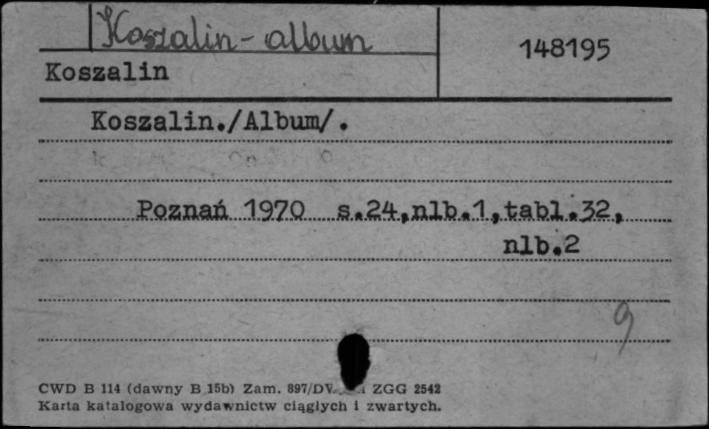 Koszalin - album
148195
Koszalin
Koszalin./Album/.
Poznań 1970 s.24,nlb.1,tabl.32,
nlb.2
9
CWD B 114 (dawny B 15b) Zam. 897/DW ZGG 2542
Karta katalogowa wydawnictw ciągłych i zwartych.